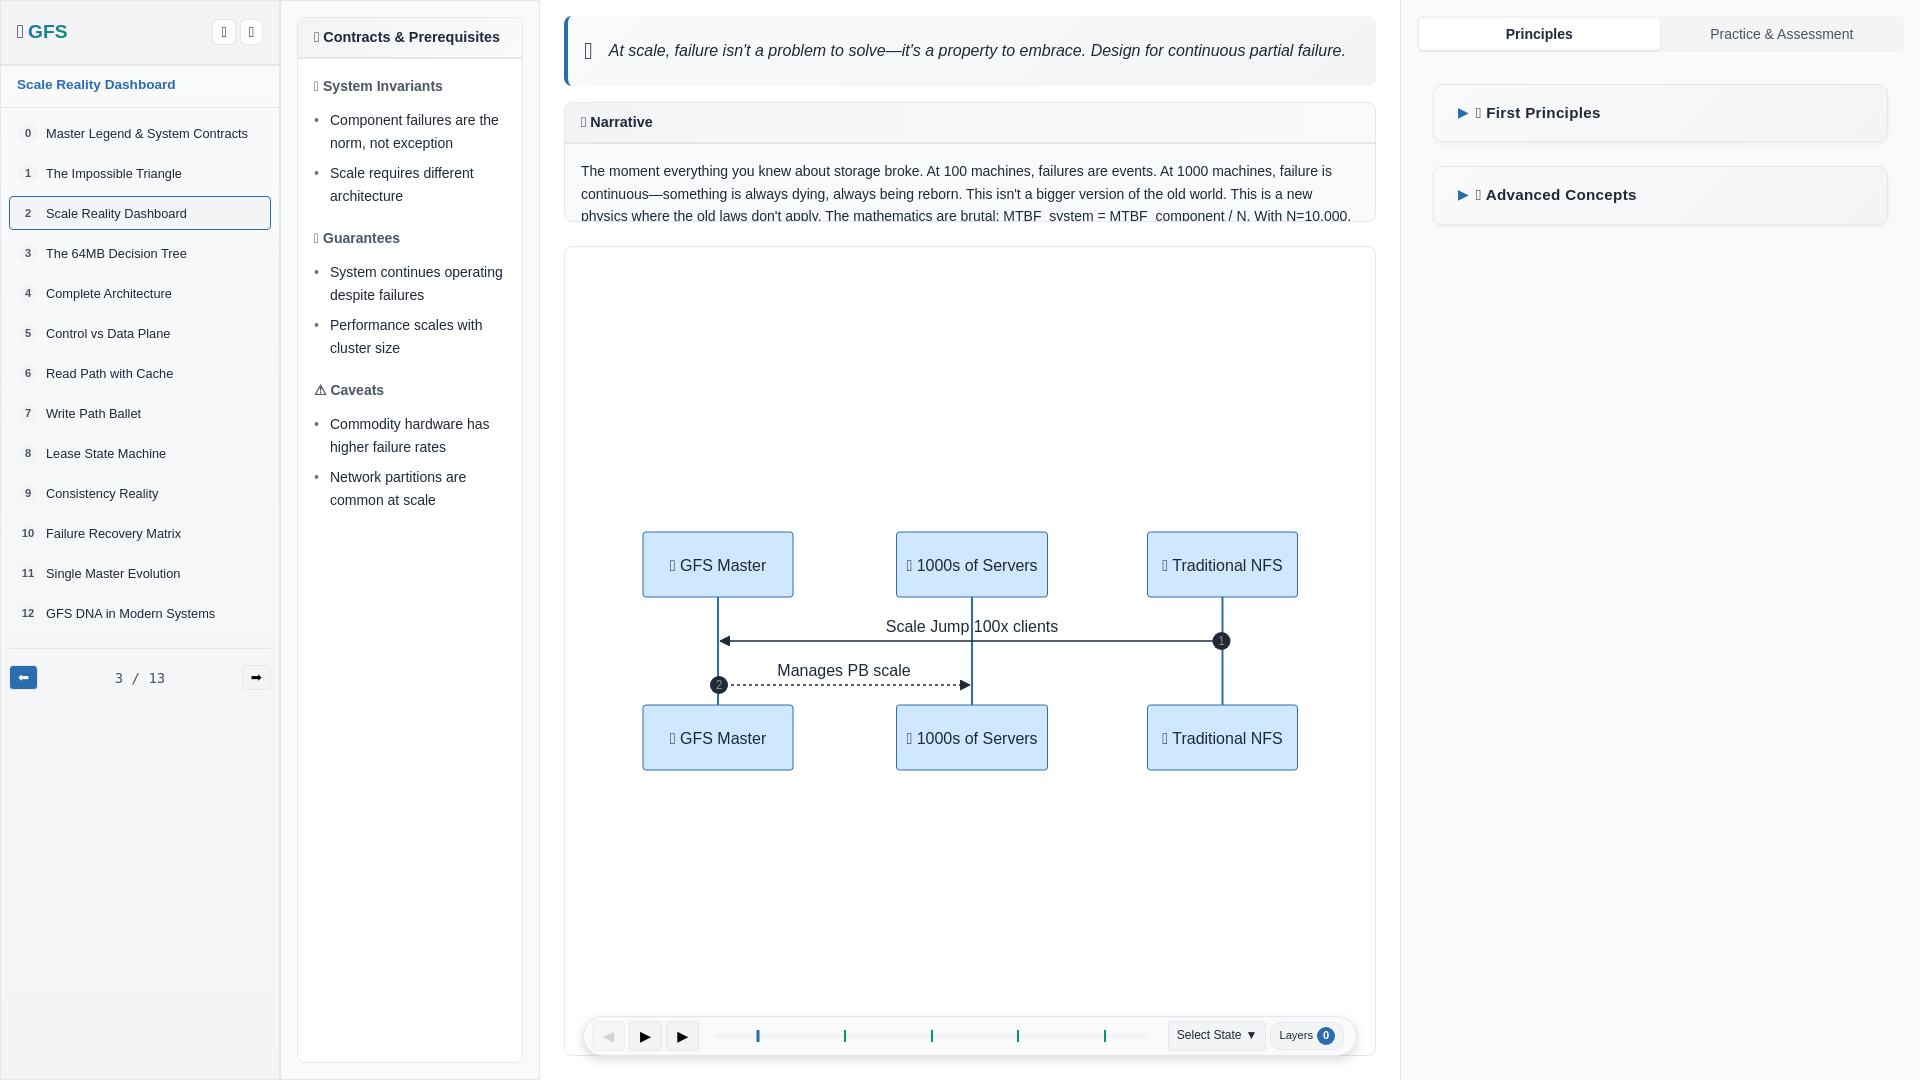 GFS
Scale Reality Dashboard
0 Master Legend & System Contracts
1 The Impossible Triangle
2 Scale Reality Dashboard
3 The 64MB Decision Tree
4 Complete Architecture
5 Control vs Data Plane
6 Read Path with Cache
7 Write Path Ballet
8 Lease State Machine
9 Consistency Reality
10 Failure Recovery Matrix
11 Single Master Evolution
12 GFS DNA in Modern Systems
3 / 13
Contracts & Prerequisites
System Invariants
• Component failures are the
norm, not exception
• Scale requires different
architecture
Guarantees
• System continues operating
despite failures
• Performance scales with
cluster size
⚠ Caveats
• Commodity hardware has
higher failure rates
• Network partitions are
common at scale
At scale, failure isn't a problem to solve—it's a property to embrace. Design for continuous partial failure.
Narrative
The moment everything you knew about storage broke. At 100 machines, failures are events. At 1000 machines, failure is
continuous—something is always dying, always being reborn. This isn't a bigger version of the old world. This is a new
physics where the old laws don't apply. The mathematics are brutal: MTBF_system = MTBF_component / N. With N=10,000,
GFS Master
1000s of Servers
Traditional NFS
Scale Jump 100x clients
1
Manages PB scale
2
GFS Master
1000s of Servers
Traditional NFS
Select State ▼
Layers 0
Principles
Practice & Assessment
▶ First Principles
▶ Advanced Concepts